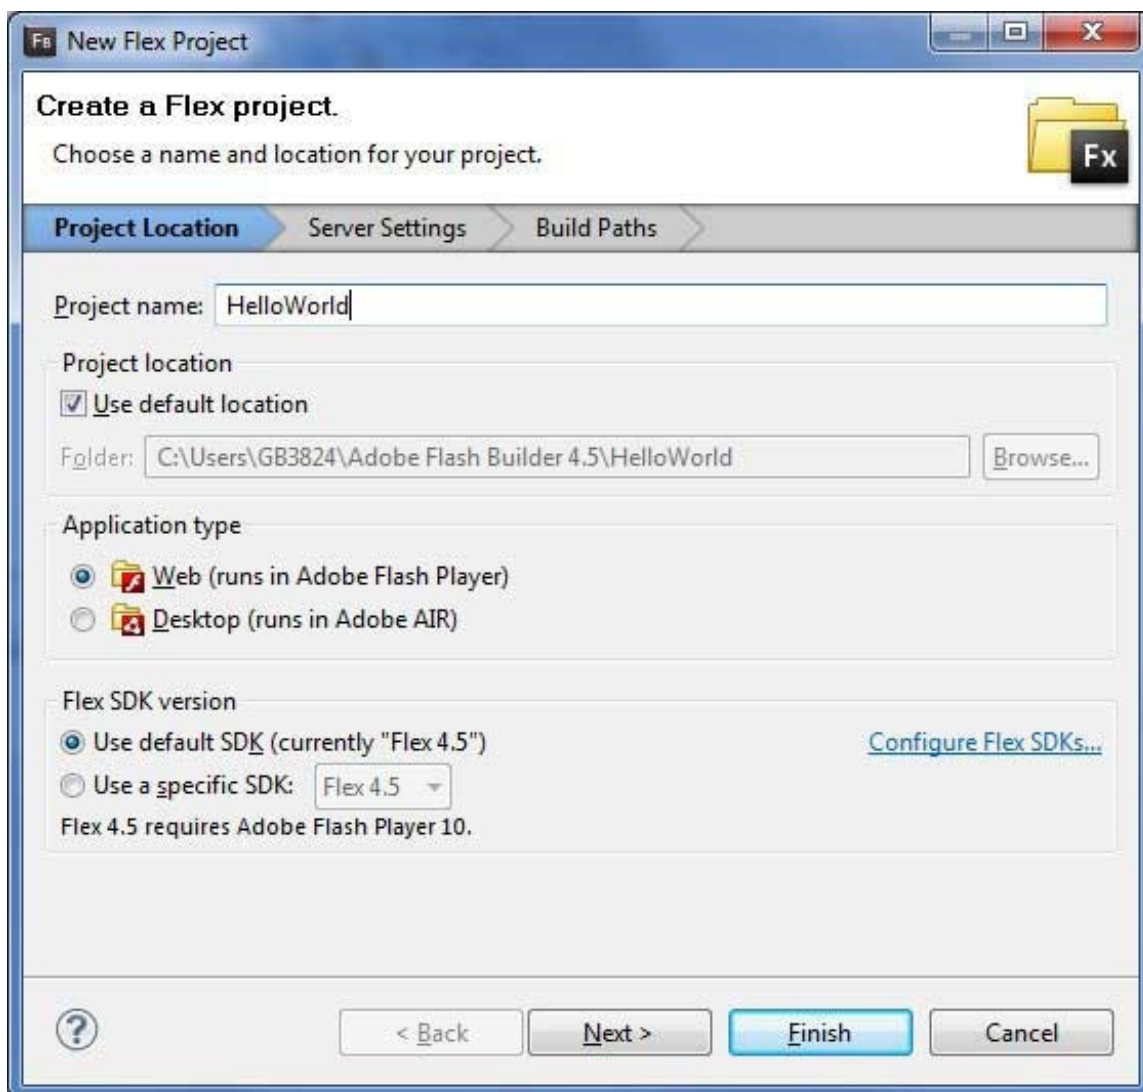 FB New Flex Project
Create a Flex project.
Choose a name and location for your project.
Fx
Project Location Server Settings Build Paths
Project name: HelloWorld
Project location
Use default location
Folder: C:\Users\GB3824\Adobe Flash Builder 4.5\HelloWorld Browse...
Application type
Web (runs in Adobe Flash Player)
Desktop (runs in Adobe AIR)
Flex SDK version
Use default SDK (currently "Flex 4.5") Configure Flex SDKs...
Use a specific SDK: Flex 4.5
Flex 4.5 requires Adobe Flash Player 10.
? < Back Next > Finish Cancel